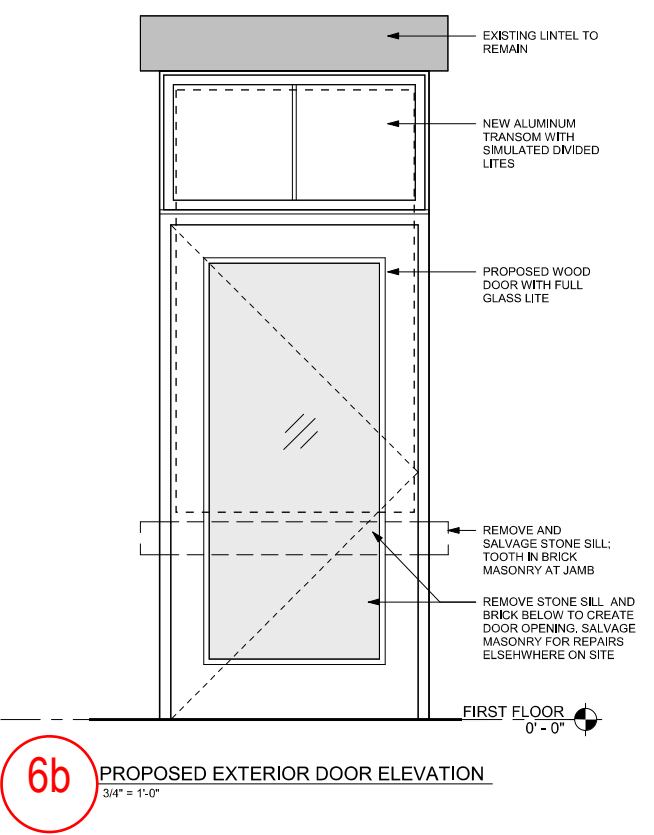 EXISTING LINTEL TO
REMAIN
NEW ALUMINUM
TRANSOM WITH
SIMULATED DIVIDED
LITES
PROPOSED WOOD
DOOR WITH FULL
GLASS LITE
REMOVE AND
SALVAGE STONE SILL;
TOOTH IN BRICK
MASONRY AT JAMB
REMOVE STONE SILL AND
BRICK BELOW TO CREATE
DOOR OPENING, SALVAGE
MASONRY FOR REPAIRS
ELSEHWHERE ON SITE
FIRST FLOOR
0' - 0"
6b
PROPOSED EXTERIOR DOOR ELEVATION
3/4" = 1'-0"